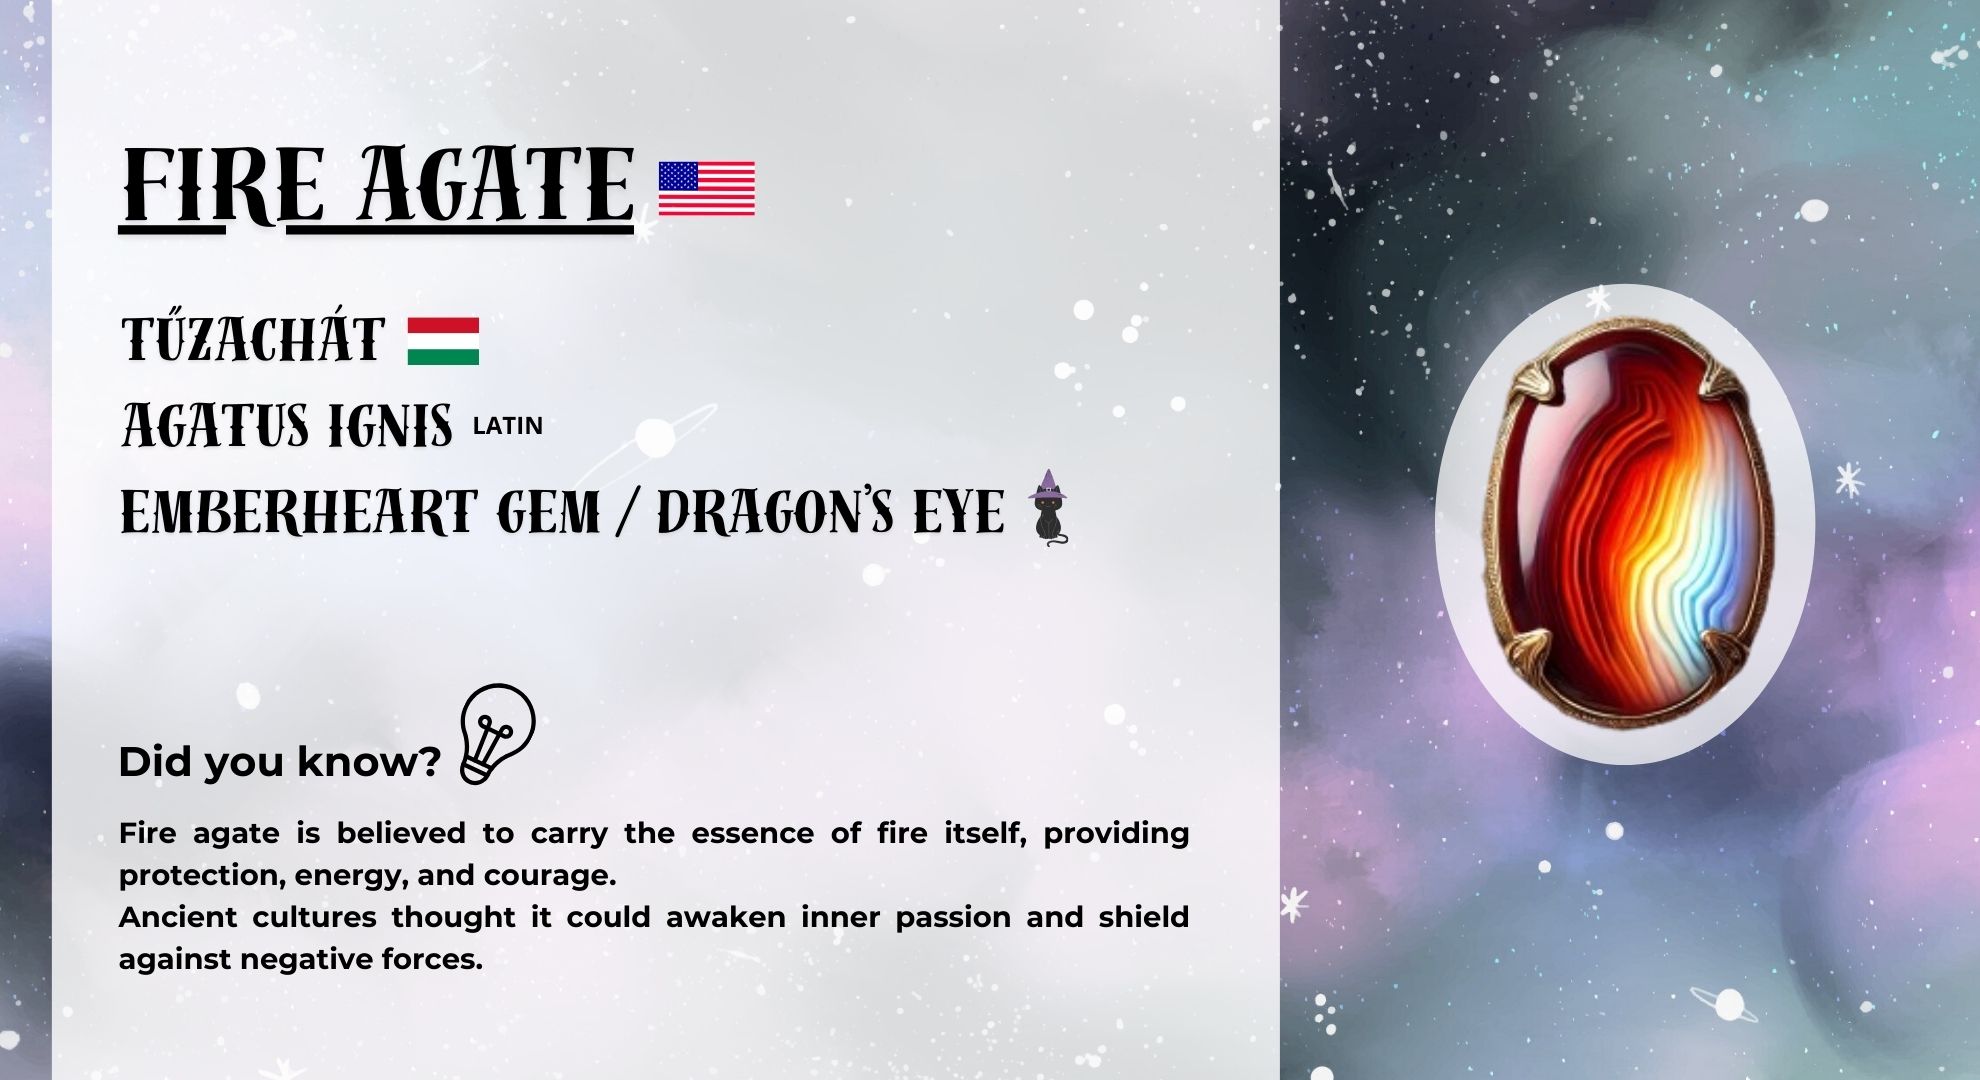 FIRE AGATE
TŰZACHÁT
AGATUS IGNIS LATIN
EMBERHEART GEM / DRAGON'S EYE
Did you know?
Fire agate is believed to carry the essence of fire itself, providing
protection, energy, and courage.
Ancient cultures thought it could awaken inner passion and shield
against negative forces.